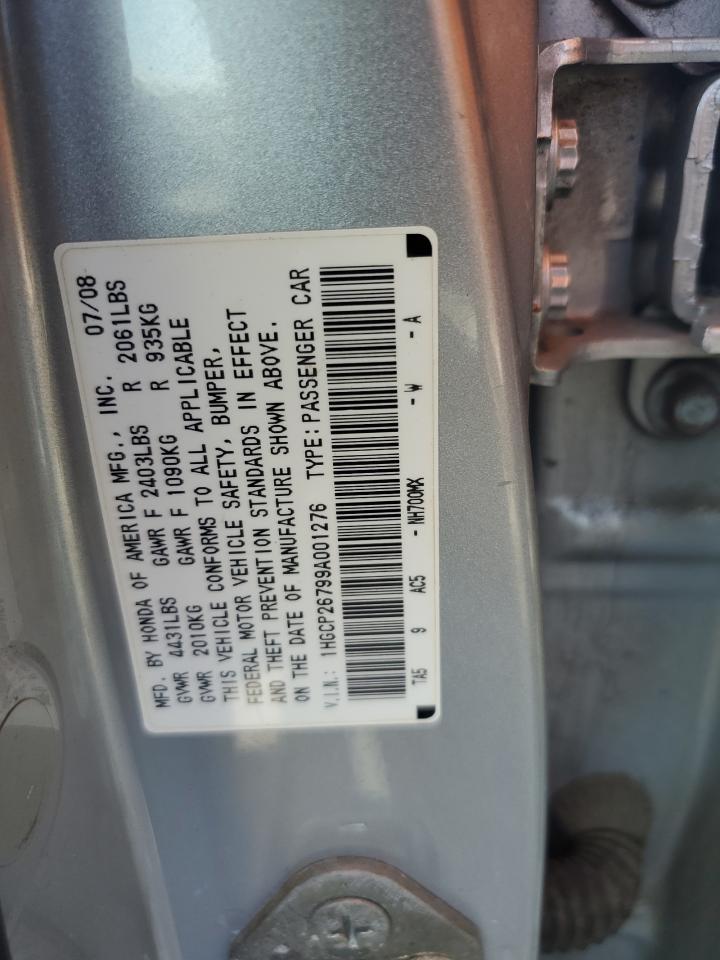 MFD. BY HONDA OF AMERICA MFG., INC. 07/08
GVWR 4431LBS GAWR F 2403LBS R 2061LBS
GVWR 2010KG GAWR F 1090KG R 935KG
THIS VEHICLE CONFORMS TO ALL APPLICABLE
FEDERAL MOTOR VEHICLE SAFETY, BUMPER,
AND THEFT PREVENTION STANDARDS IN EFFECT
ON THE DATE OF MANUFACTURE SHOWN ABOVE.
V.I.N.: 1HGCP26799A001276 TYPE: PASSENGER CAR
TA5 9 AC5 - NH700MX - W - A